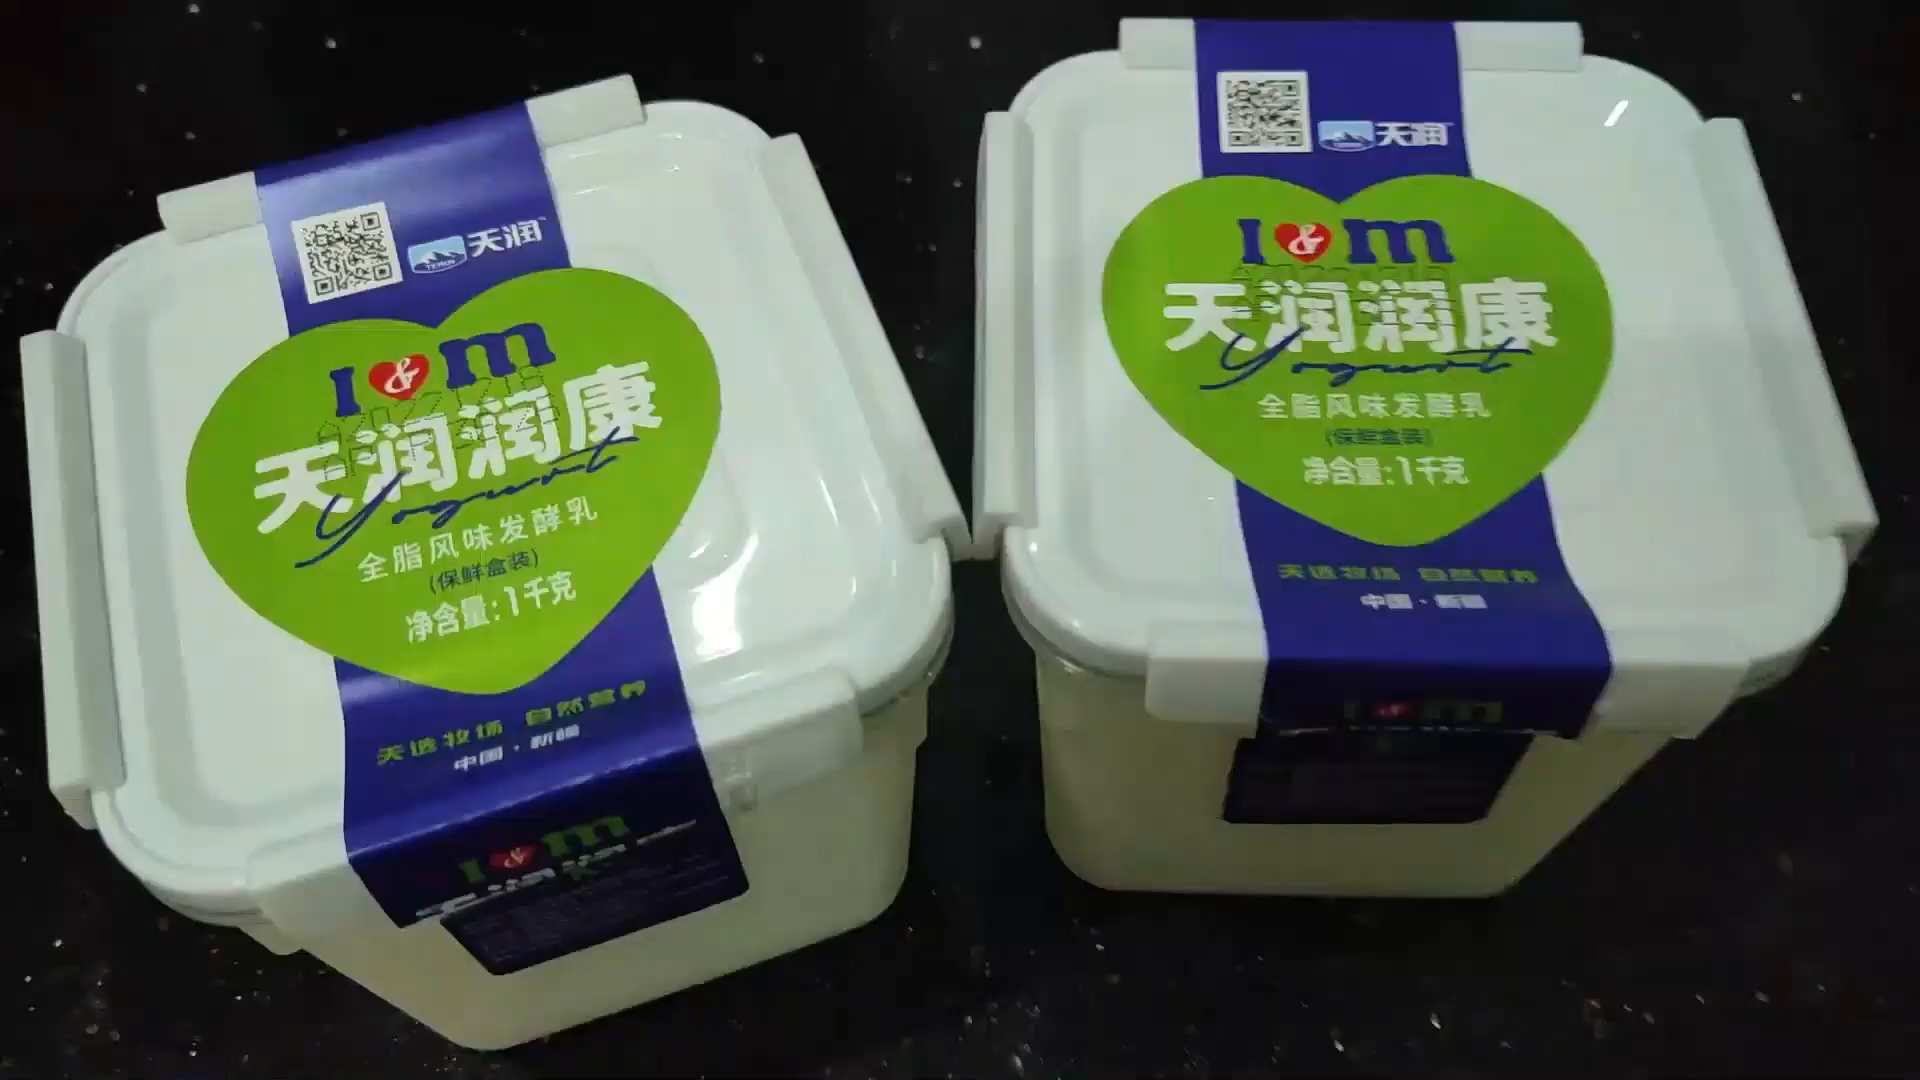 天润
TERUN
I & m
天润润康
Yogurt
全脂风味发酵乳
(保鲜盒装)
净含量:1千克
天选牧场 自然营养
中国·新疆
I & m
天润
I & m
天润润康
Yogurt
全脂风味发酵乳
(保鲜盒装)
净含量:1千克
天选牧场 自然营养
中国·新疆
I & m